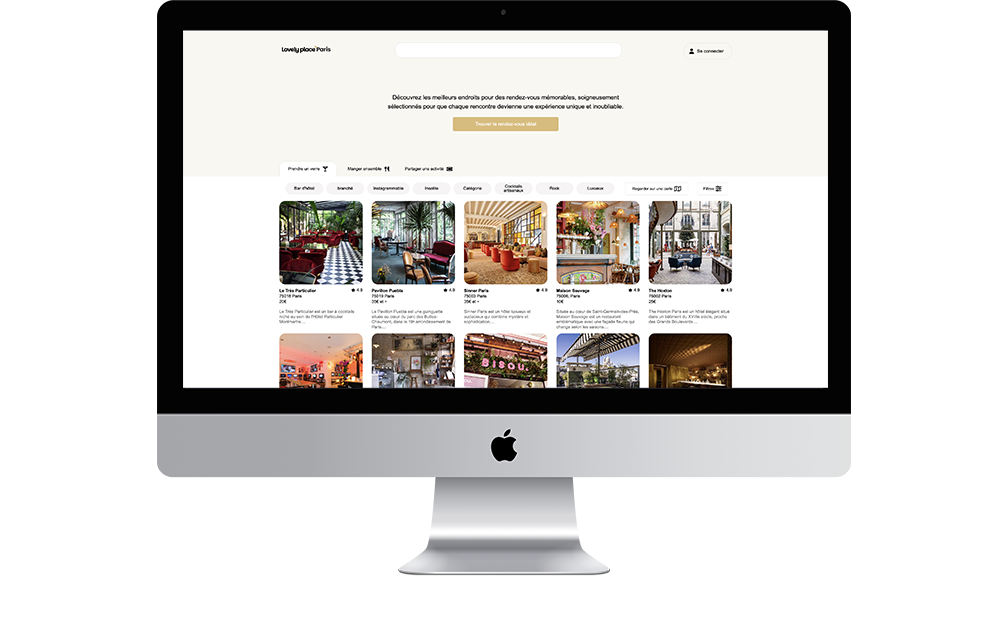 Lovely place Paris
Se connecter
Découvrez les meilleurs endroits pour des rendez-vous mémorables, soigneusement
sélectionnés pour que chaque rencontre devienne une expérience unique et inoubliable.
Trouver le rendez-vous idéal
Prendre un verre
Manger ensemble
Partager une activité
Bar d'hôtel
branché
Instagrammable
Insolite
Catégorie
Cocktails
artisanaux
Rock
Luxueux
Regarder sur une carte
Filtres
Le Très Particulier
4.9
75018 Paris
20€
Le Très Particulier est un bar à cocktails
niché au sein de l'Hôtel Particulier
Montmartre....
Pavillon Puebla
4.9
75019 Paris
35€ et +
Le Pavillon Puebla est une guinguette
située au cœur du parc des Buttes-
Chaumont, dans le 19e arrondissement de
Paris....
Sinner Paris
4.9
75003 Paris
35€ et +
Sinner Paris est un hôtel luxueux et
audacieux qui combine mystère et
sophistication....
Maison Sauvage
4.9
75006, Paris
10€
Située au cœur de Saint-Germain-des-Prés,
Maison Sauvage est un restaurant
emblématique avec une façade fleurie qui
change selon les saisons....
The Hoxton
4.9
75002 Paris
25€
The Hoxton Paris est un hôtel élégant situé
dans un bâtiment du XVIIIe siècle, proche
des Grands Boulevards....
BISOU.